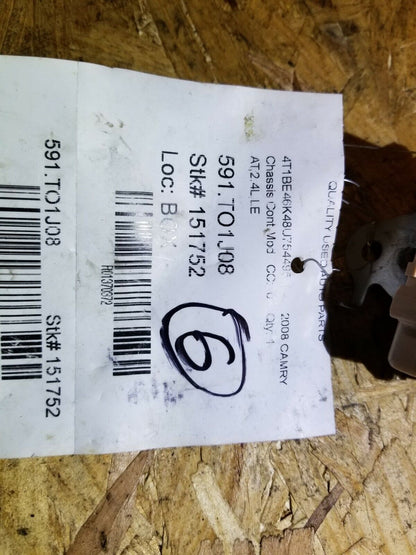 QUALITY USED AUTO PARTS
2008 CAMRY
Chassis Cont Mod Qty: 1
AT,2.4L,LE
591.TO1J08
Stk# 151752
Loc:
6
591.TO1J08 Stk# 151752